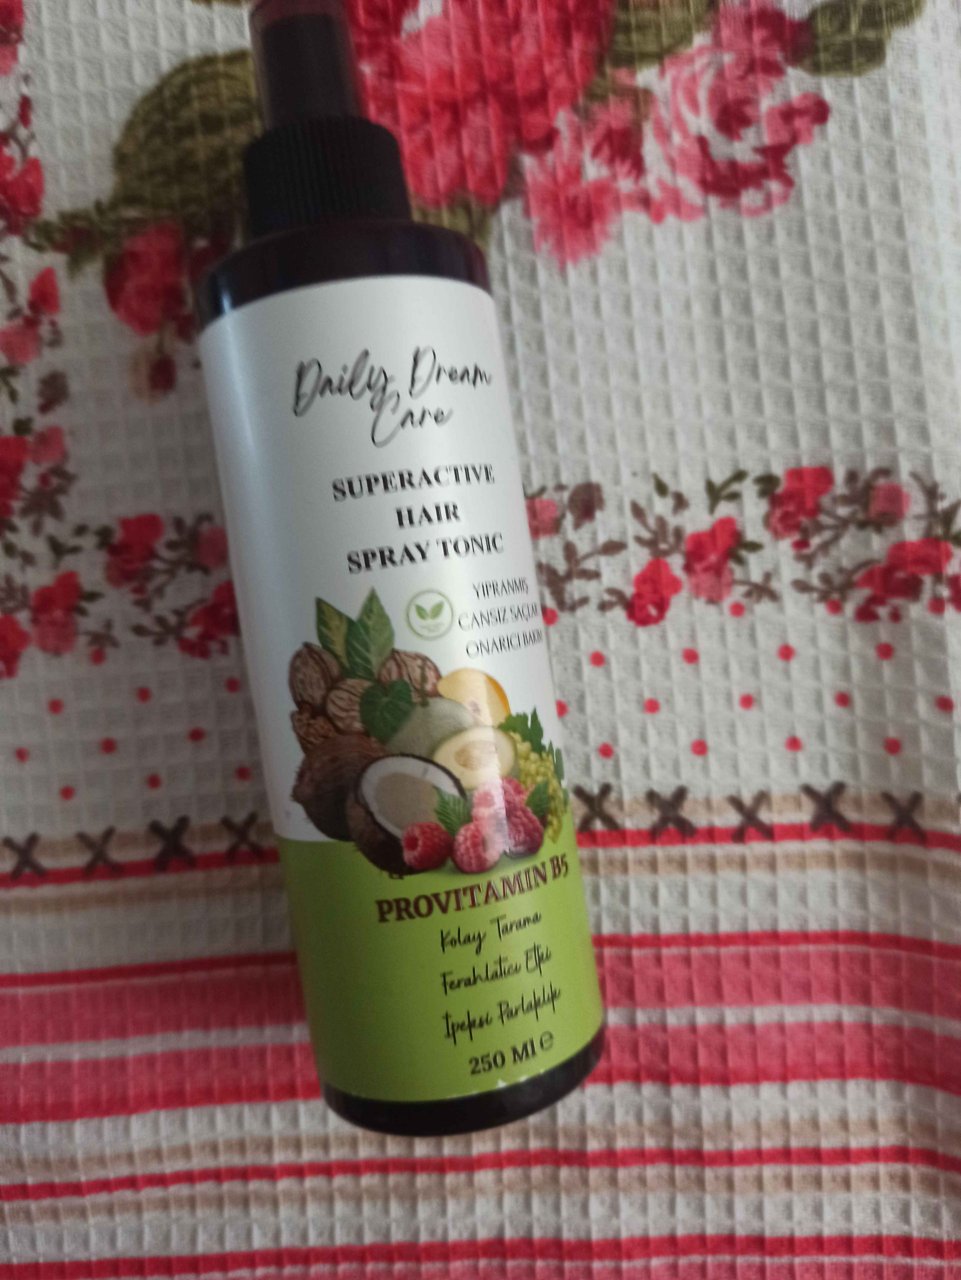 Daily Dream
Care
SUPERACTIVE
HAIR
SPRAY TONIC
YIPRANMIŞ
CANSIZ SAÇLAR
ONARICI BAKIM
PROVITAMIN B5
Kolay Tarama
Ferahlatıcı Etki
İpeksi Parlaklık
250 Ml ℮